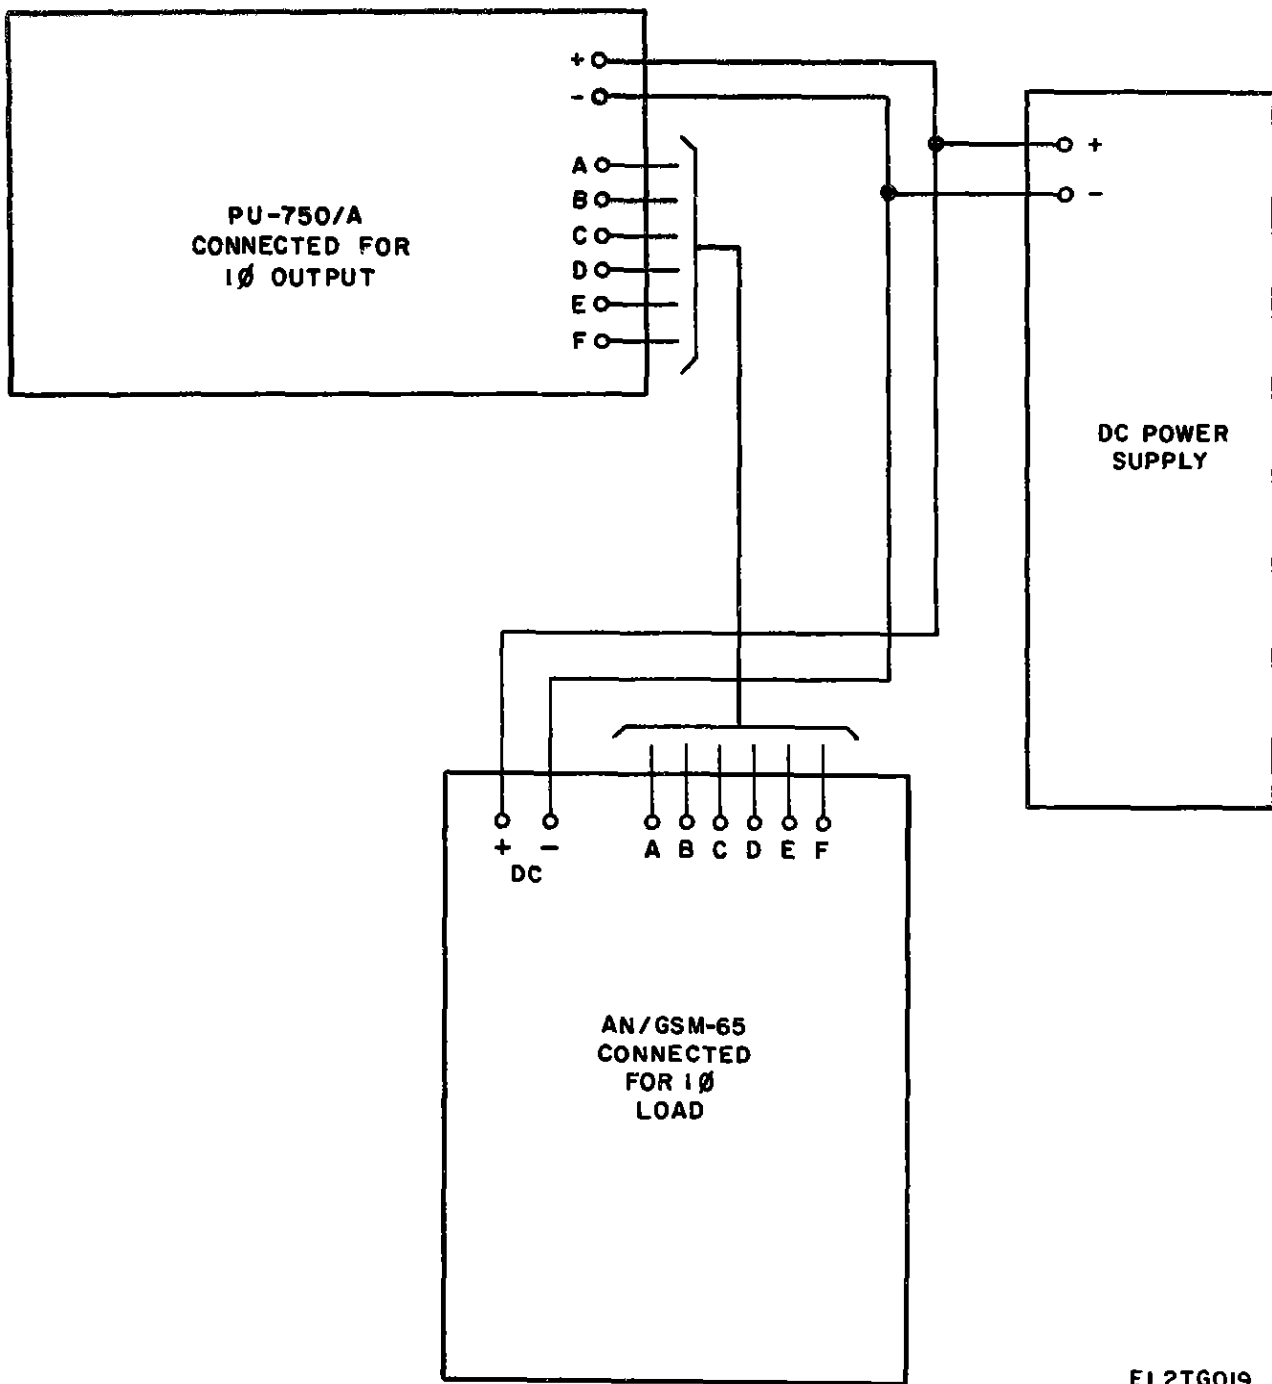 +
-
A
B
C
D
E
F
PU-750/A
CONNECTED FOR
1Ø OUTPUT
+
-
DC POWER
SUPPLY
+ -
DC
A B C D E F
AN/GSM-65
CONNECTED
FOR 1Ø
LOAD
EL2TG019